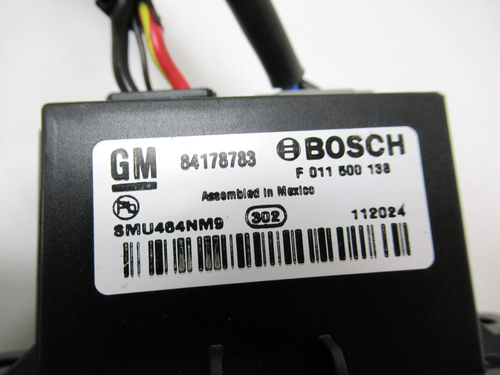 GM 84178783 BOSCH
F 011 500 138
Assembled in Mexico
SMU464NM9 302 112024